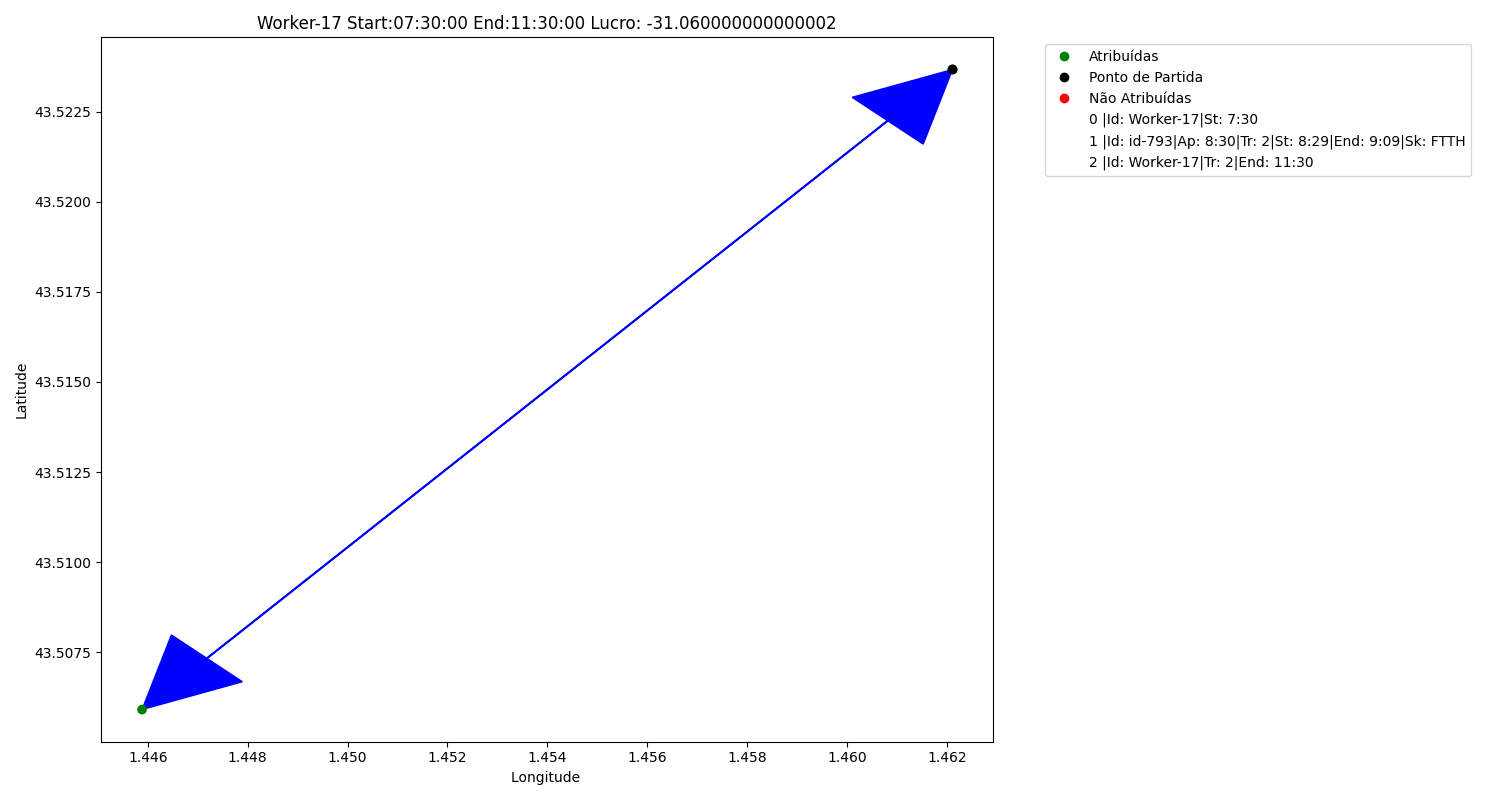 Worker-17 Start:07:30:00 End:11:30:00 Lucro: -31.060000000000002
Atribuídas
Ponto de Partida
Não Atribuídas
0 |Id: Worker-17|St: 7:30
1 |Id: id-793|Ap: 8:30|Tr: 2|St: 8:29|End: 9:09|Sk: FTTH
2 |Id: Worker-17|Tr: 2|End: 11:30
Latitude
43.5225
43.5200
43.5175
43.5150
43.5125
43.5100
43.5075
1.446 1.448 1.450 1.452 1.454 1.456 1.458 1.460 1.462
Longitude